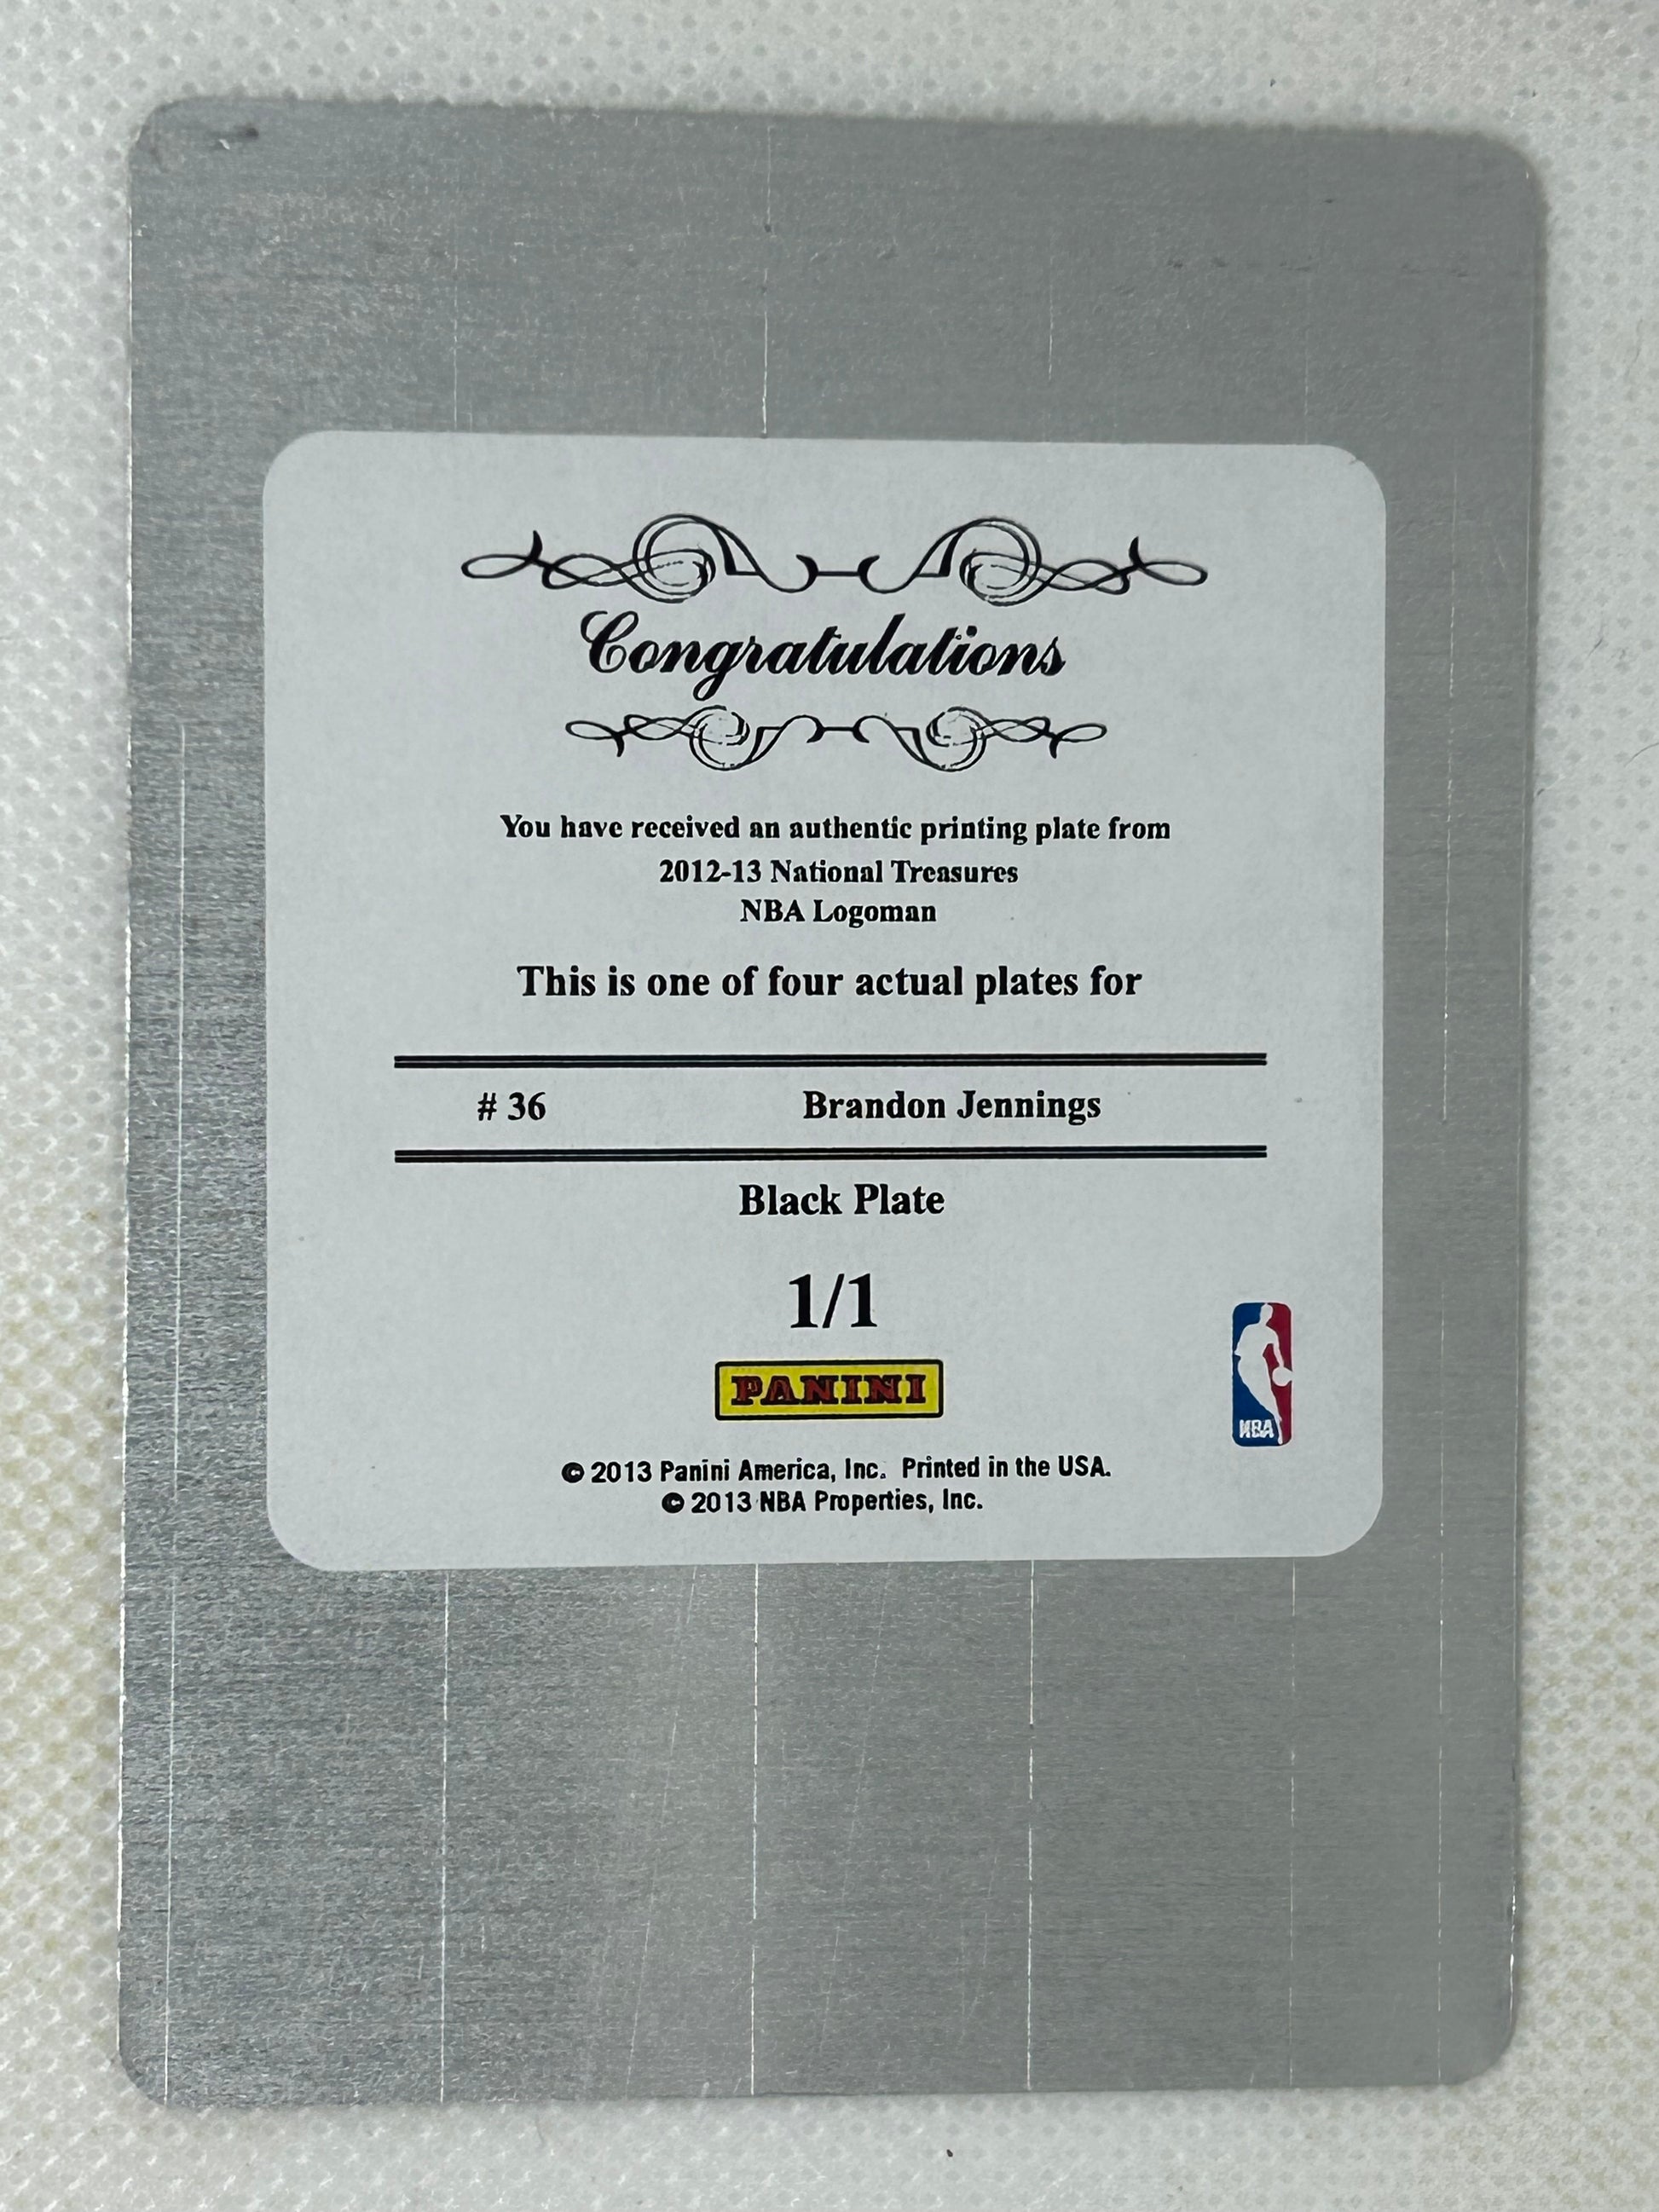 Congratulations
You have received an authentic printing plate from
2012-13 National Treasures
NBA Logoman
This is one of four actual plates for
# 36 Brandon Jennings
Black Plate
1/1
PANINI
NBA
© 2013 Panini America, Inc. Printed in the USA.
© 2013 NBA Properties, Inc.